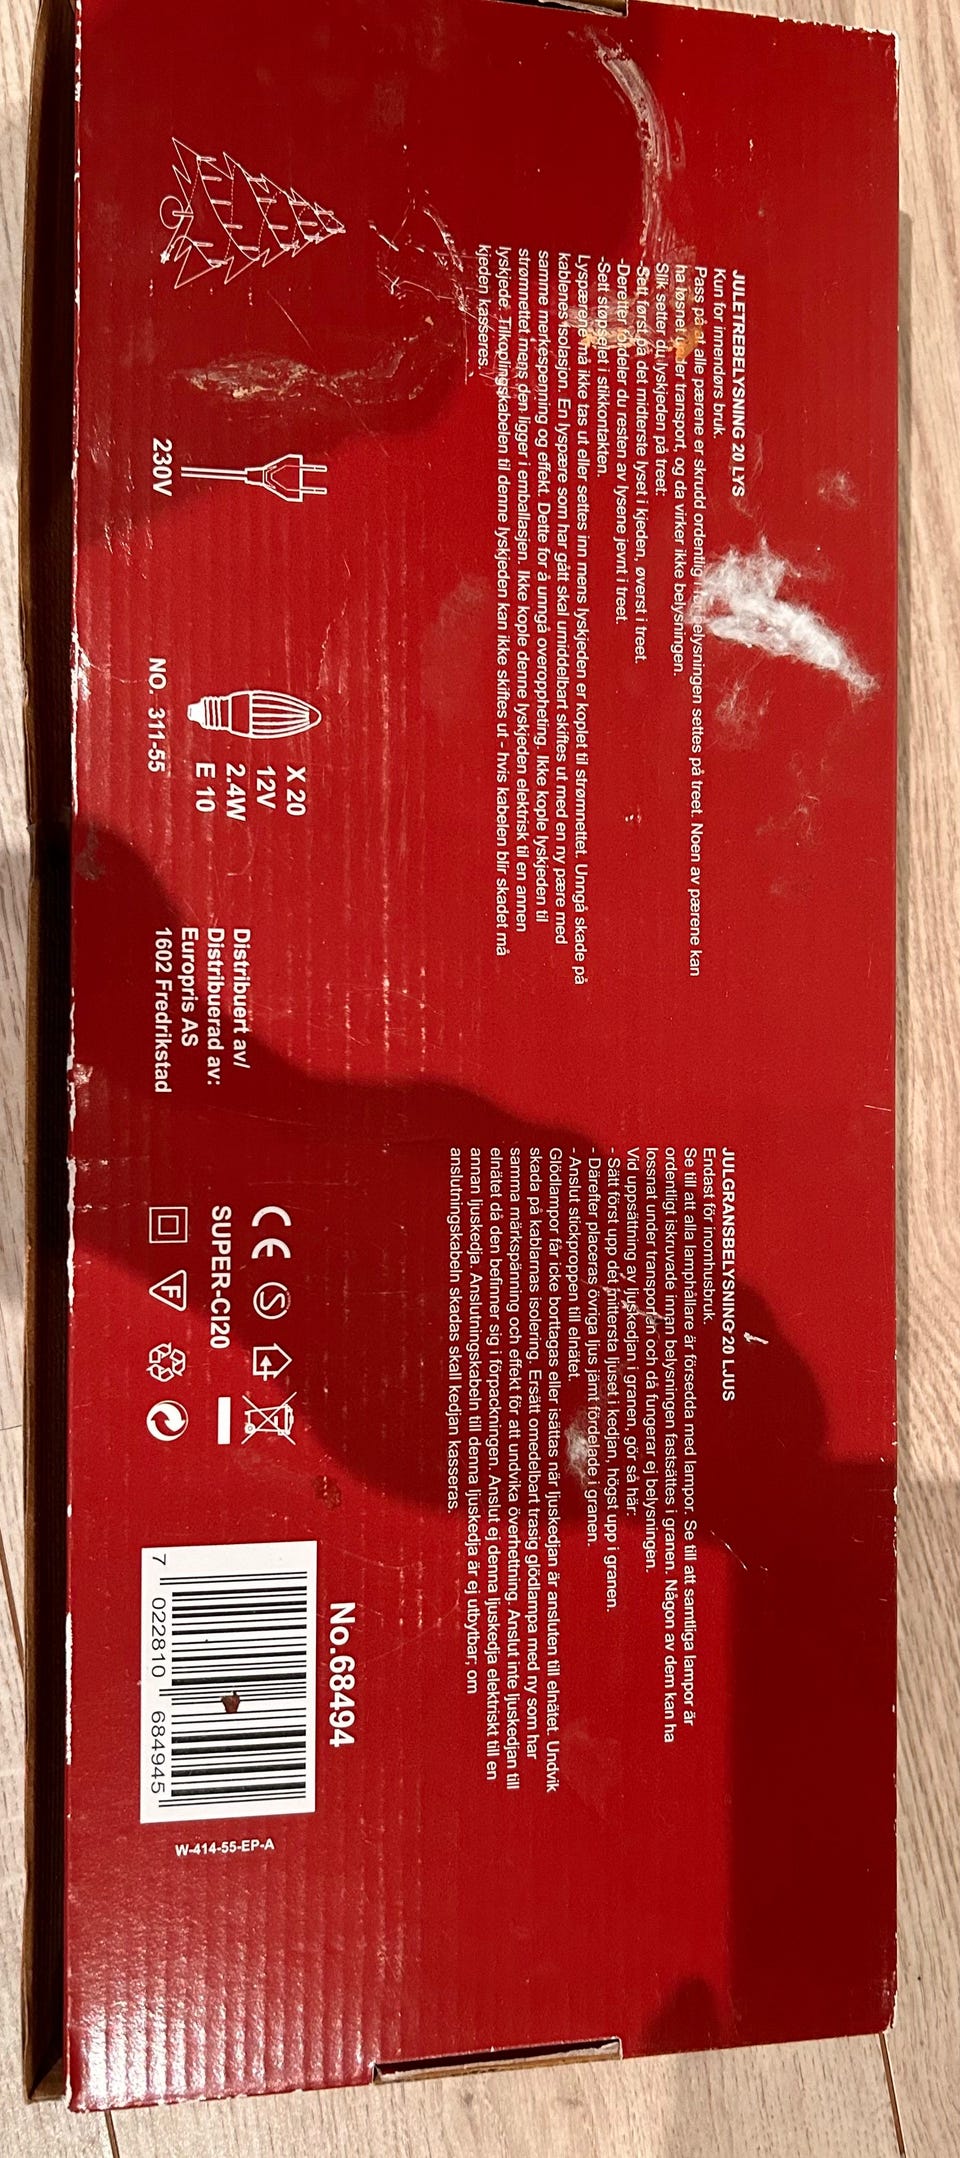 JULETREBELYSNING 20 LYS
Kun for innendørs bruk.
Pass på at alle pærene er skrudd ordentlig belysningen settes på treet. Noen av pærene kan
ha løsnet under transport, og da virker ikke belysningen.
Slik setter du lyskjeden på treet:
-Sett først på det midterste lyset i kjeden, øverst i treet.
-Deretter fordeler du resten av lysene jevnt i treet.
-Sett støpselet i stikkontakten.
Lyspærene må ikke tas ut eller settes inn mens lyskjeden er koplet til strømnettet. Unngå skade på
kablenes isolasjon. En lyspære som har gått skal umiddelbart skiftes ut med en ny pære med
samme merkespenning og effekt. Dette for å unngå overoppheting. Ikke kople lyskjeden til
strømnettet mens den ligger i emballasjen. Ikke kople denne lyskjeden elektrisk til en annen
lyskjede. Tilkoplingskabelen til denne lyskjeden kan ikke skiftes ut - hvis kabelen blir skadet må
kjeden kasseres.
JULGRANSBELYSNING 20 LJUS
Endast för inomhusbruk.
Se till att alla lamphållare är försedda med lampor. Se till att samtliga lampor är
ordentligt iskruvade innan belysningen fastsättes i granen. Någon av dem kan ha
lossnat under transporten och då fungerar ej belysningen.
Vid uppsättning av ljuskedjan i granen, gör så här:
- Sätt först upp det mittersta ljuset i kedjan, högst upp i granen.
- Därefter placeras övriga ljus jämt fördelade i granen.
- Anslut stickproppen till elnätet.
Glödlampor får icke borttagas eller isättas när ljuskedjan är ansluten till elnätet. Undvik
skada på kablarnas isolering. Ersätt omedelbart trasig glödlampa med ny som har
samma märkspänning och effekt för att undvika överhettning. Anslut inte ljuskedjan till
elnätet då den befinner sig i förpackningen. Anslut ej denna ljuskedja elektriskt till en
annan ljuskedja. Anslutningskabeln till denna ljuskedja är ej utbytbar, om
anslutningskabeln skadas skall kedjan kasseras.
230V
X 20
12V
2.4W
E 10
NO. 311-55
Distribuert av/
Distribuerad av:
Europris AS
1602 Fredrikstad
CE S
SUPER-CI20
F
No.68494
7 022810 684945
W-414-55-EP-A